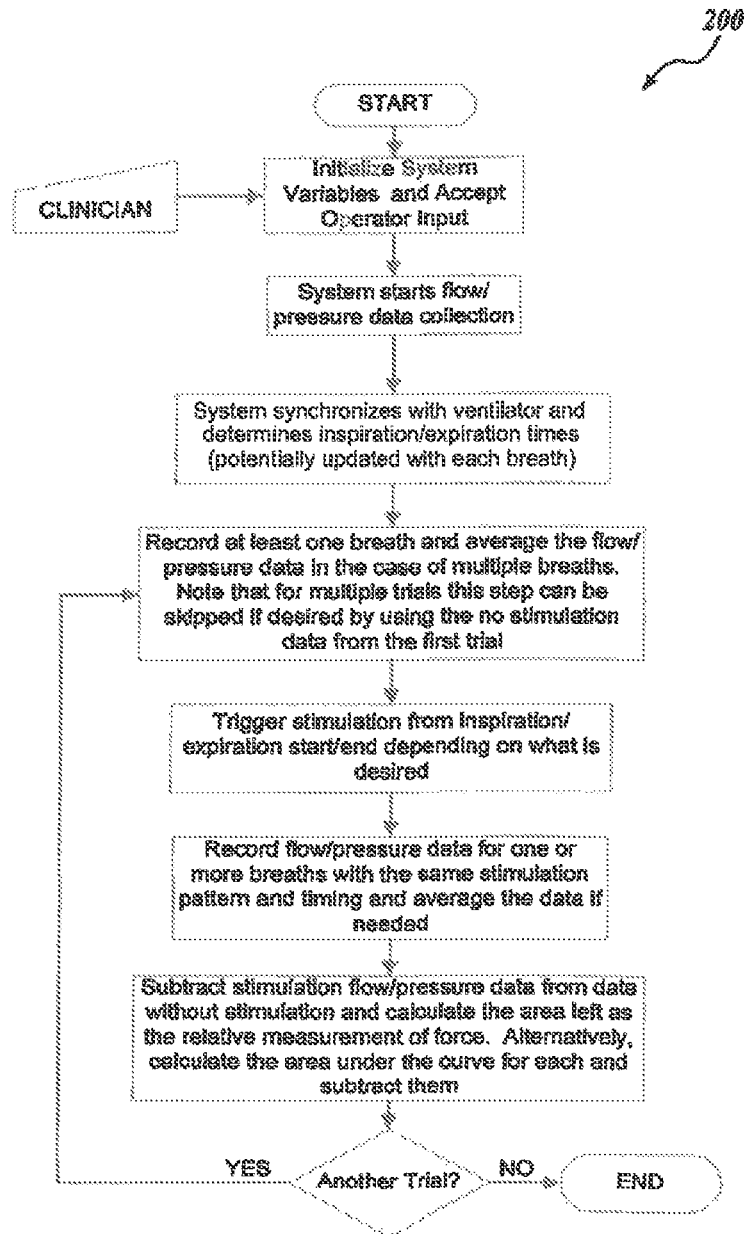 200
START
CLINICIAN
Initialize System
Variables and Accept
Operator Input
System starts flow/
pressure data collection
System synchronizes with ventilator and
determines inspiration/expiration times
(potentially updated with each breath)
Record at least one breath and average the flow/
pressure data in the case of multiple breaths.
Note that for multiple trials this step can be
skipped if desired by using the no stimulation
data from the first trial
Trigger stimulation from Inspiration/
expiration start/end depending on what is
desired
Record flow/pressure data for one or
more breaths with the same stimulation
pattern and timing and average the data if
needed
Subtract stimulation flow/pressure data from data
without stimulation and calculate the area left as
the relative measurement of force. Alternatively,
calculate the area under the curve for each and
subtract them
YES
Another Trial?
NO
END